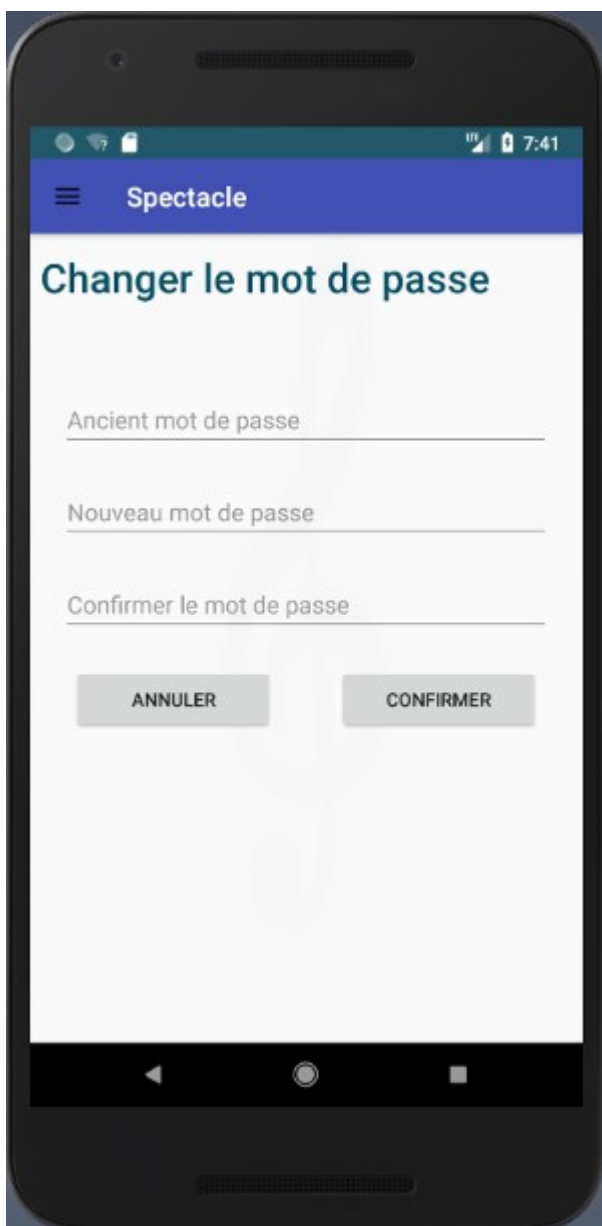 7:41
Spectacle
Changer le mot de passe
Ancient mot de passe
Nouveau mot de passe
Confirmer le mot de passe
ANNULER CONFIRMER